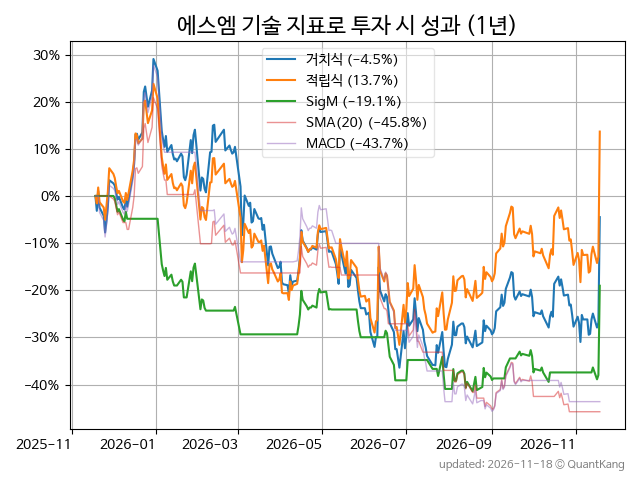 에스엠 기술 지표로 투자 시 성과 (1년)
거치식 (−4.5%)
적립식 (13.7%)
SigM (−19.1%)
SMA(20) (−45.8%)
MACD (−43.7%)
30%
20%
10%
0%
−10%
−20%
−30%
−40%
2025-11 2026-01 2026-03 2026-05 2026-07 2026-09 2026-11
updated: 2026-11-18 © QuantKang